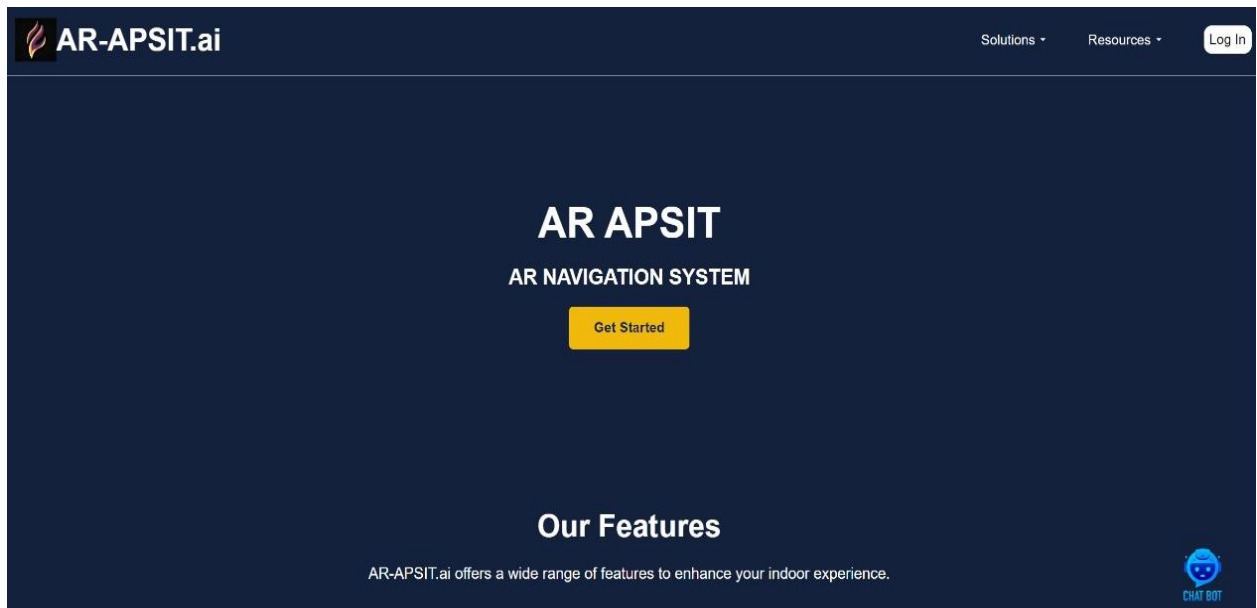 AR-APSIT.ai
Solutions
Resources
Log In
AR APSIT
AR NAVIGATION SYSTEM
Get Started
Our Features
AR-APSIT.ai offers a wide range of features to enhance your indoor experience.
CHAT BOT